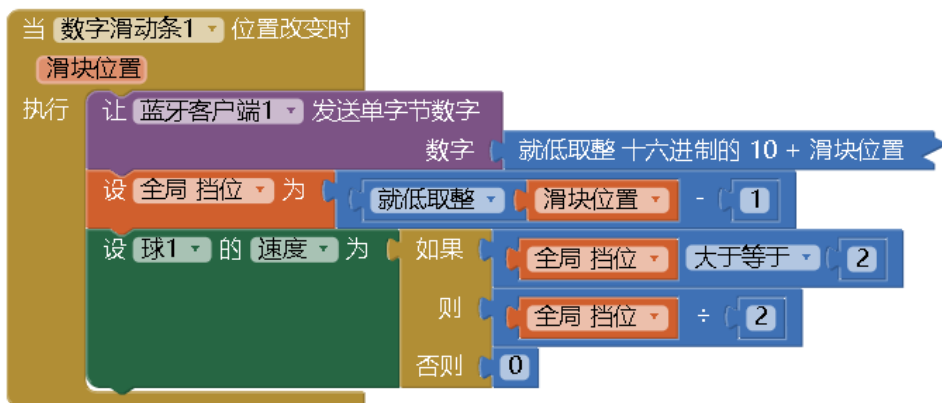 当 数字滑动条1 位置改变时
滑块位置
执行 让 蓝牙客户端1 发送单字节数字
数字 就低取整 十六进制的 10 + 滑块位置
设 全局 挡位 为 就低取整 滑块位置 - 1
设 球1 的 速度 为 如果 全局 挡位 大于等于 2
则 全局 挡位 ÷ 2
否则 0